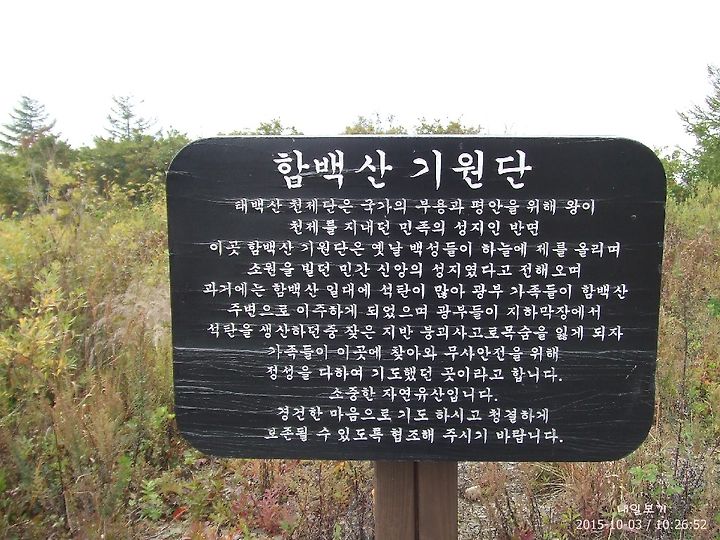 함백산 기원단
태백산 천제단은 국가의 부용과 평안을 위해 왕이
천제를 지내던 민족의 성지인 반면
이곳 함백산 기원단은 옛날 백성들이 하늘에 제를 올리며
소원을 빌던 민간 신앙의 성지였다고 전해오며
과거에는 함백산 일대에 석탄이 많아 광부 가족들이 함백산
주변으로 이주하게 되었으며 광부들이 지하막장에서
석탄을 생산하던중 잦은 지반 붕괴사고로목숨을 잃게 되자
가족들이 이곳에 찾아와 무사안전을 위해
정성을 다하여 기도했던 곳이라고 합니다.
소중한 자연유산입니다.
경건한 마음으로 기도 하시고 청결하게
보존될 수 있도록 협조해 주시기 바랍니다.
내일보기
2015-10-03 / 10:26:52